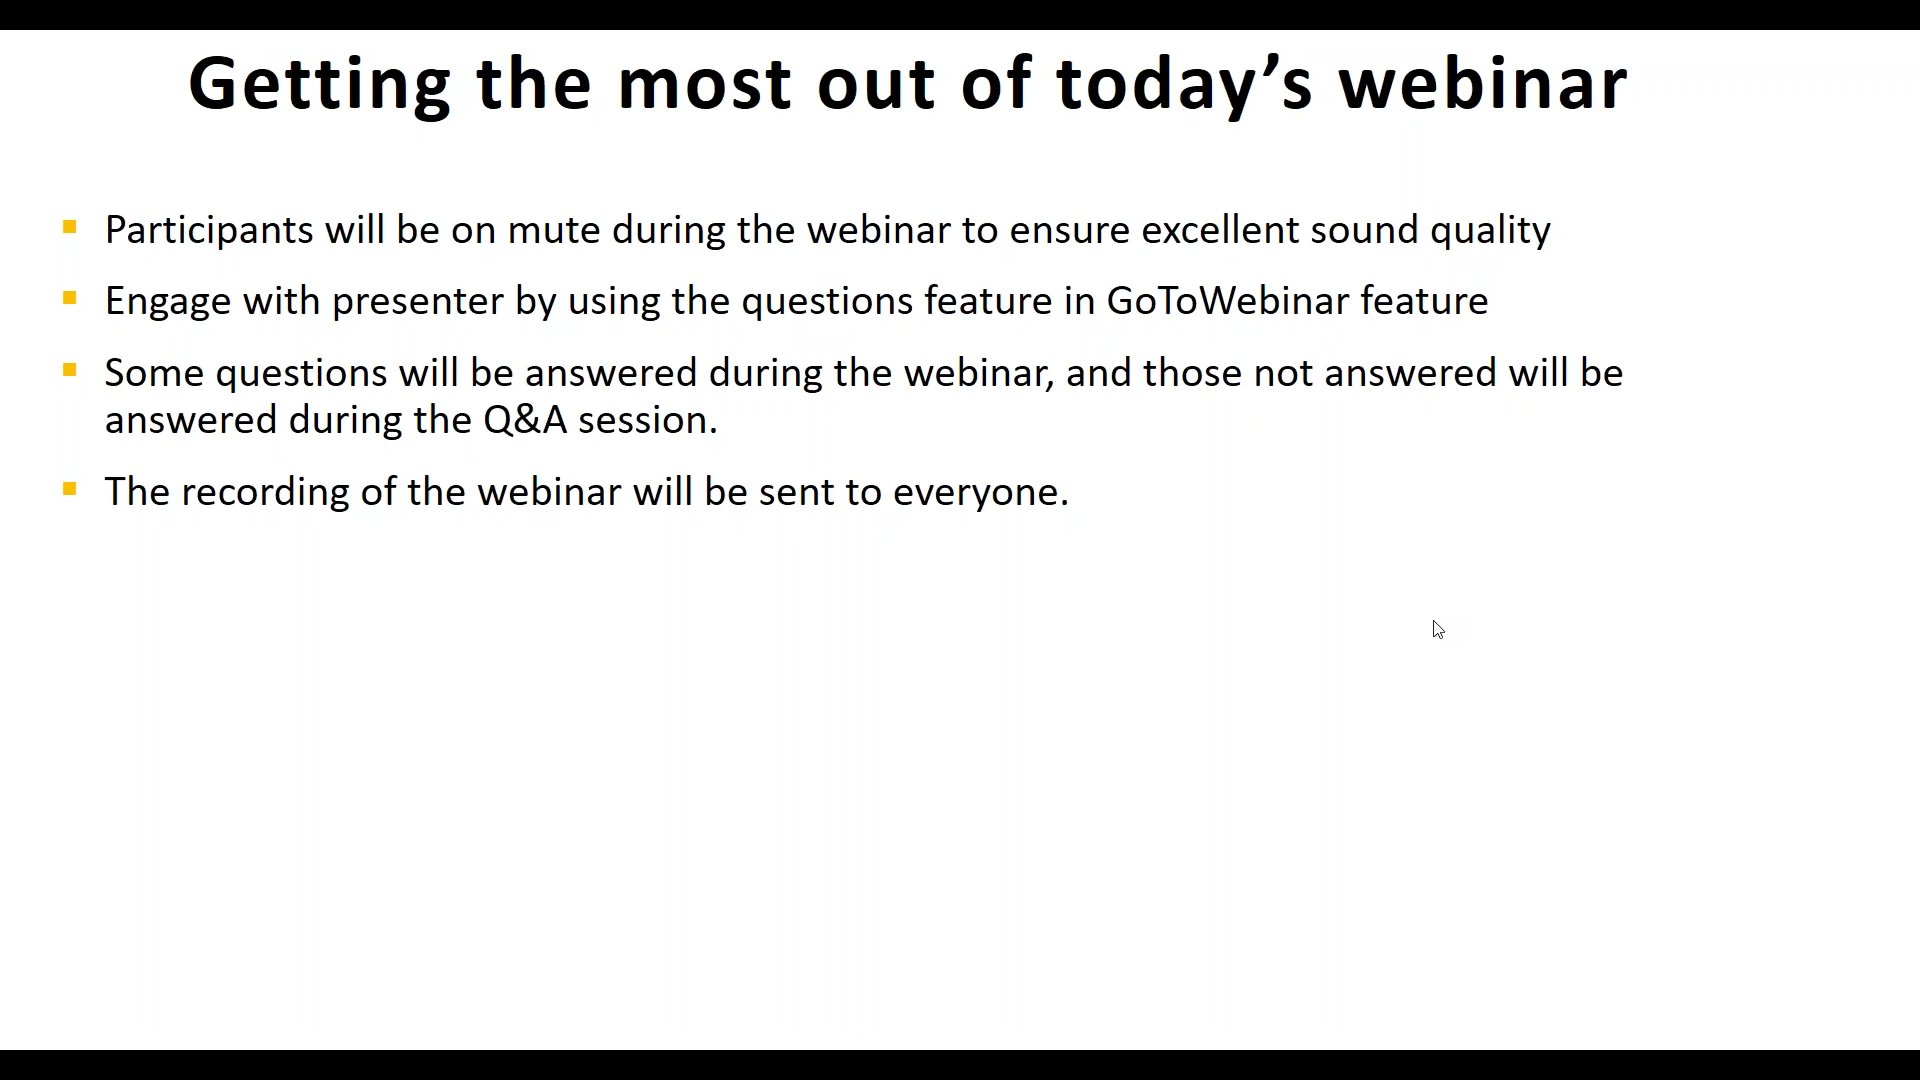 Getting the most out of today’s webinar
Participants will be on mute during the webinar to ensure excellent sound quality
Engage with presenter by using the questions feature in GoToWebinar feature
Some questions will be answered during the webinar, and those not answered will be
answered during the Q&A session.
The recording of the webinar will be sent to everyone.